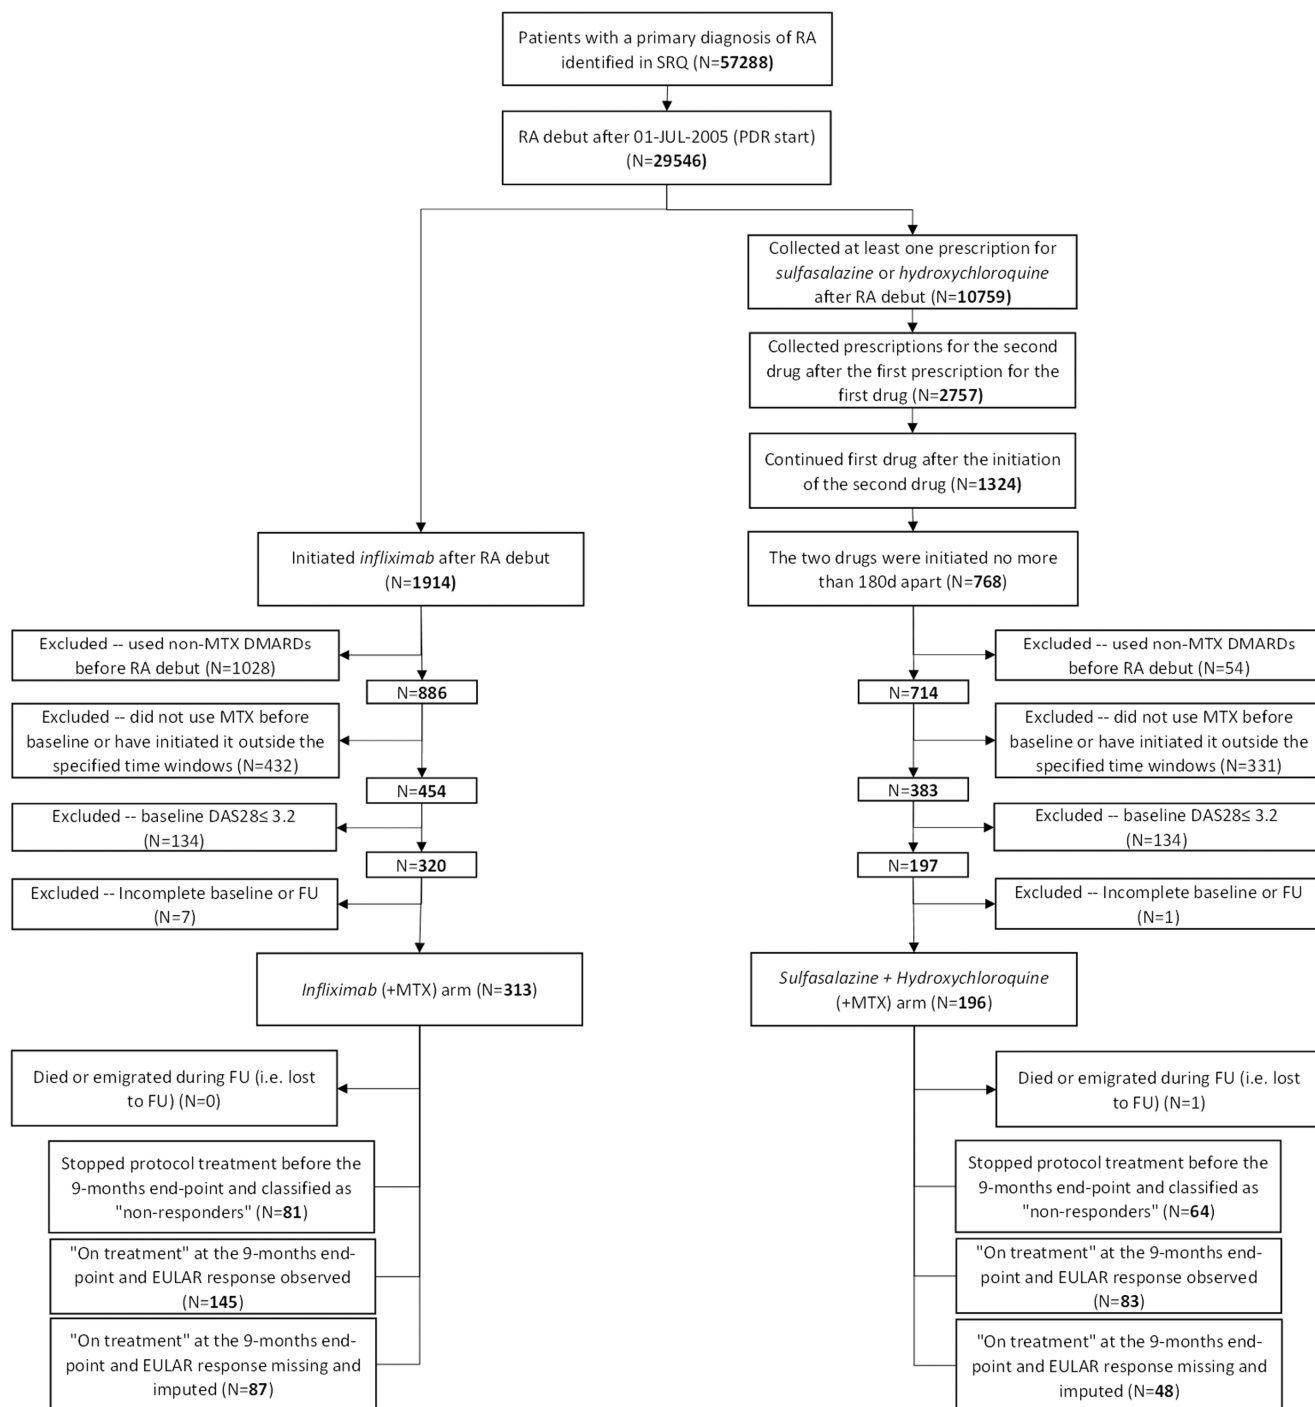 Patients with a primary diagnosis of RA
identified in SRQ (N=57288)
RA debut after 01-JUL-2005 (PDR start)
(N=29546)
Collected at least one prescription for
sulfasalazine or hydroxychloroquine
after RA debut (N=10759)
Collected prescriptions for the second
drug after the first prescription for the
first drug (N=2757)
Continued first drug after the initiation
of the second drug (N=1324)
Initiated infliximab after RA debut
(N=1914)
The two drugs were initiated no more
than 180d apart (N=768)
Excluded -- used non-MTX DMARDs
before RA debut (N=1028)
Excluded -- used non-MTX DMARDs
before RA debut (N=54)
N=886
N=714
Excluded -- did not use MTX before
baseline or have initiated it outside the
specified time windows (N=432)
Excluded -- did not use MTX before
baseline or have initiated it outside the
specified time windows (N=331)
N=454
N=383
Excluded -- baseline DAS28≤ 3.2
(N=134)
Excluded -- baseline DAS28≤ 3.2
(N=134)
N=320
N=197
Excluded -- Incomplete baseline or FU
(N=7)
Excluded -- Incomplete baseline or FU
(N=1)
Infliximab (+MTX) arm (N=313)
Sulfasalazine + Hydroxychloroquine
(+MTX) arm (N=196)
Died or emigrated during FU (i.e. lost
to FU) (N=0)
Died or emigrated during FU (i.e. lost
to FU) (N=1)
Stopped protocol treatment before the
9-months end-point and classified as
"non-responders" (N=81)
Stopped protocol treatment before the
9-months end-point and classified as
"non-responders" (N=64)
"On treatment" at the 9-months end-
point and EULAR response observed
(N=145)
"On treatment" at the 9-months end-
point and EULAR response observed
(N=83)
"On treatment" at the 9-months end-
point and EULAR response missing and
imputed (N=87)
"On treatment" at the 9-months end-
point and EULAR response missing and
imputed (N=48)